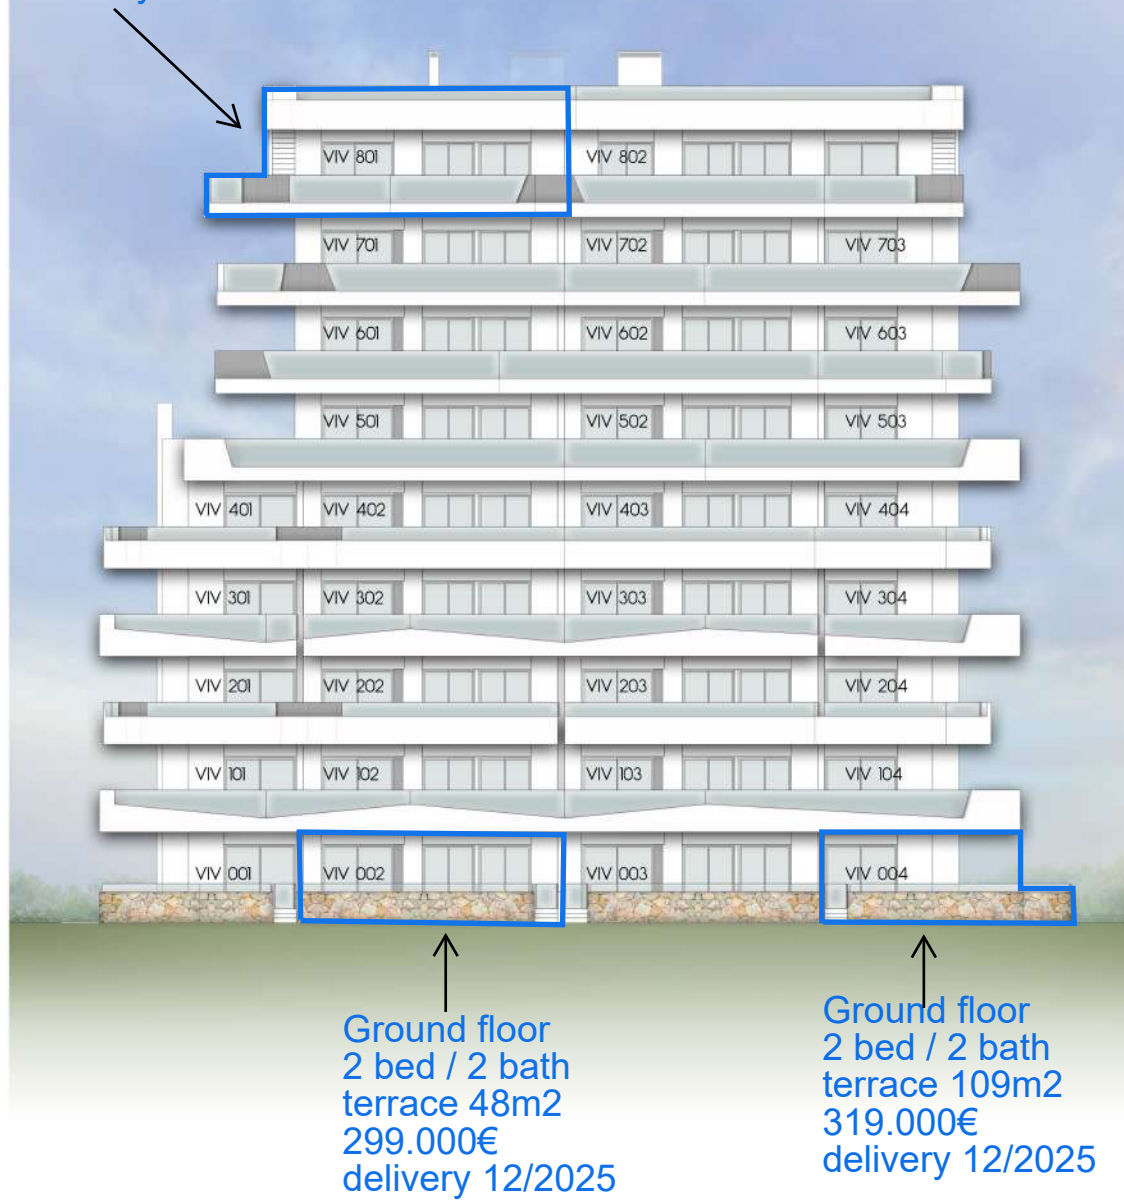 VIV 801 VIV 802
VIV 701 VIV 702 VIV 703
VIV 601 VIV 602 VIV 603
VIV 501 VIV 502 VIV 503
VIV 401 VIV 402 VIV 403 VIV 404
VIV 301 VIV 302 VIV 303 VIV 304
VIV 201 VIV 202 VIV 203 VIV 204
VIV 101 VIV 102 VIV 103 VIV 104
VIV 001 VIV 002 VIV 003 VIV 004
Ground floor
2 bed / 2 bath
terrace 48m2
299.000€
delivery 12/2025
Ground floor
2 bed / 2 bath
terrace 109m2
319.000€
delivery 12/2025